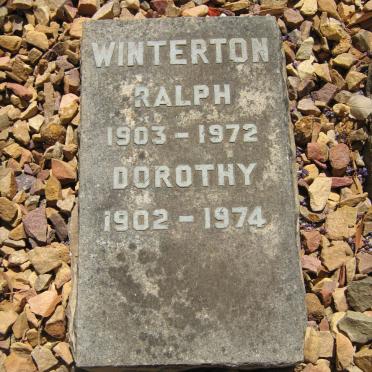 WINTERTON
RALPH
1903 - 1972
DOROTHY
1902 - 1974